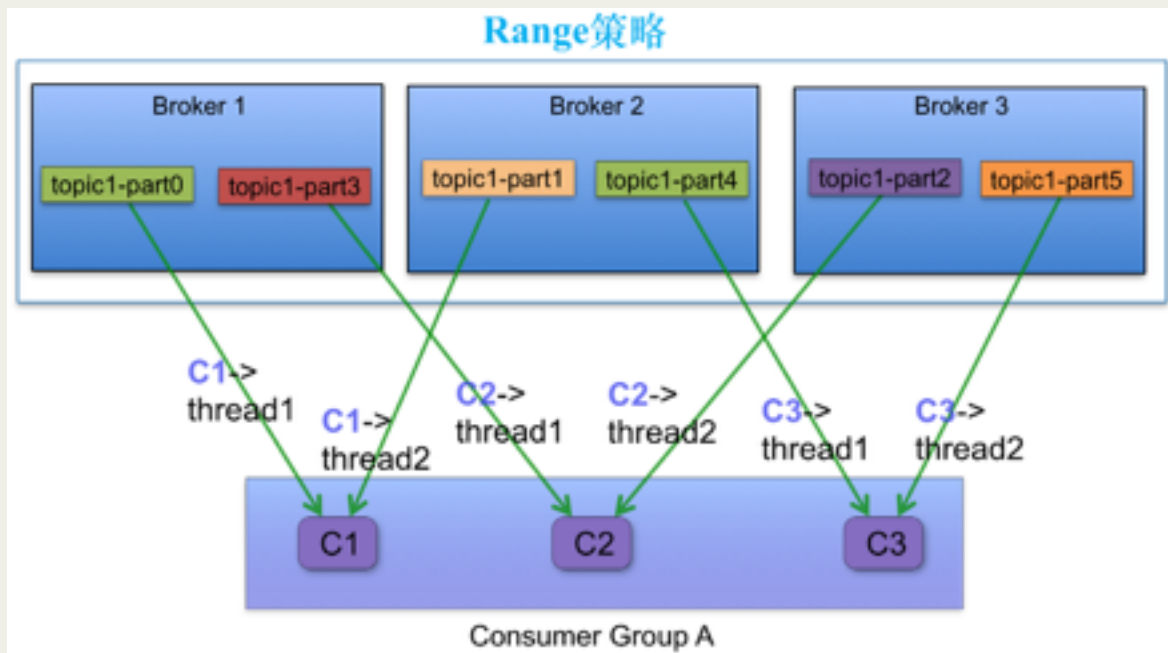 Range策略
Broker 1
Broker 2
Broker 3
topic1-part0
topic1-part3
topic1-part1
topic1-part4
topic1-part2
topic1-part5
C1->
thread1
C1->
thread2
C2->
thread1
C2->
thread2
C3->
thread1
C3->
thread2
C1
C2
C3
Consumer Group A